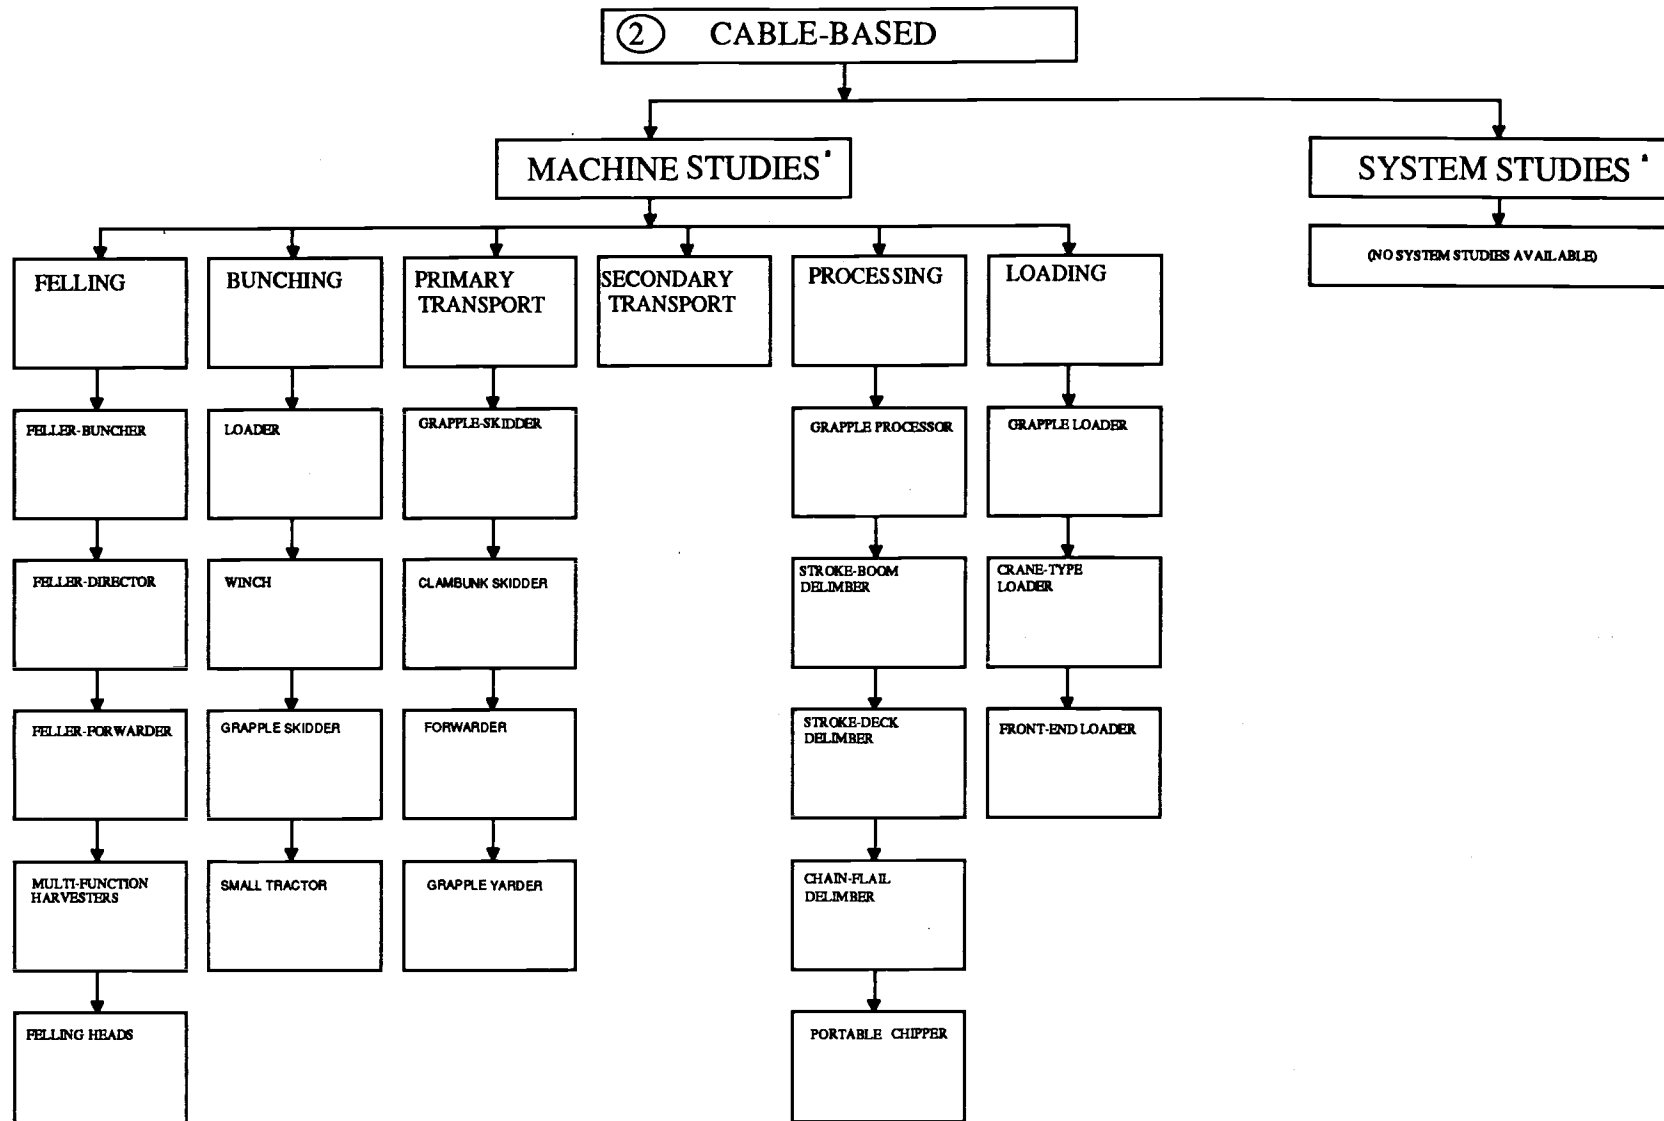 2 CABLE-BASED
MACHINE STUDIES
SYSTEM STUDIES
(NO SYSTEM STUDIES AVAILABLE)
FELLING
BUNCHING
PRIMARY
TRANSPORT
SECONDARY
TRANSPORT
PROCESSING
LOADING
FELLER-BUNCHER
LOADER
GRAPPLE-SKIDDER
GRAPPLE PROCESSOR
GRAPPLE LOADER
FELLER-DIRECTOR
WINCH
CLAMBUNK SKIDDER
STROKE-BOOM
DELIMBER
CRANE-TYPE
LOADER
FELLER-FORWARDER
GRAPPLE SKIDDER
FORWARDER
STROKE-DECK
DELIMBER
FRONT-END LOADER
MULTI-FUNCTION
HARVESTERS
SMALL TRACTOR
GRAPPLE YARDER
CHAIN-FLAIL
DELIMBER
FELLING HEADS
PORTABLE CHIPPER